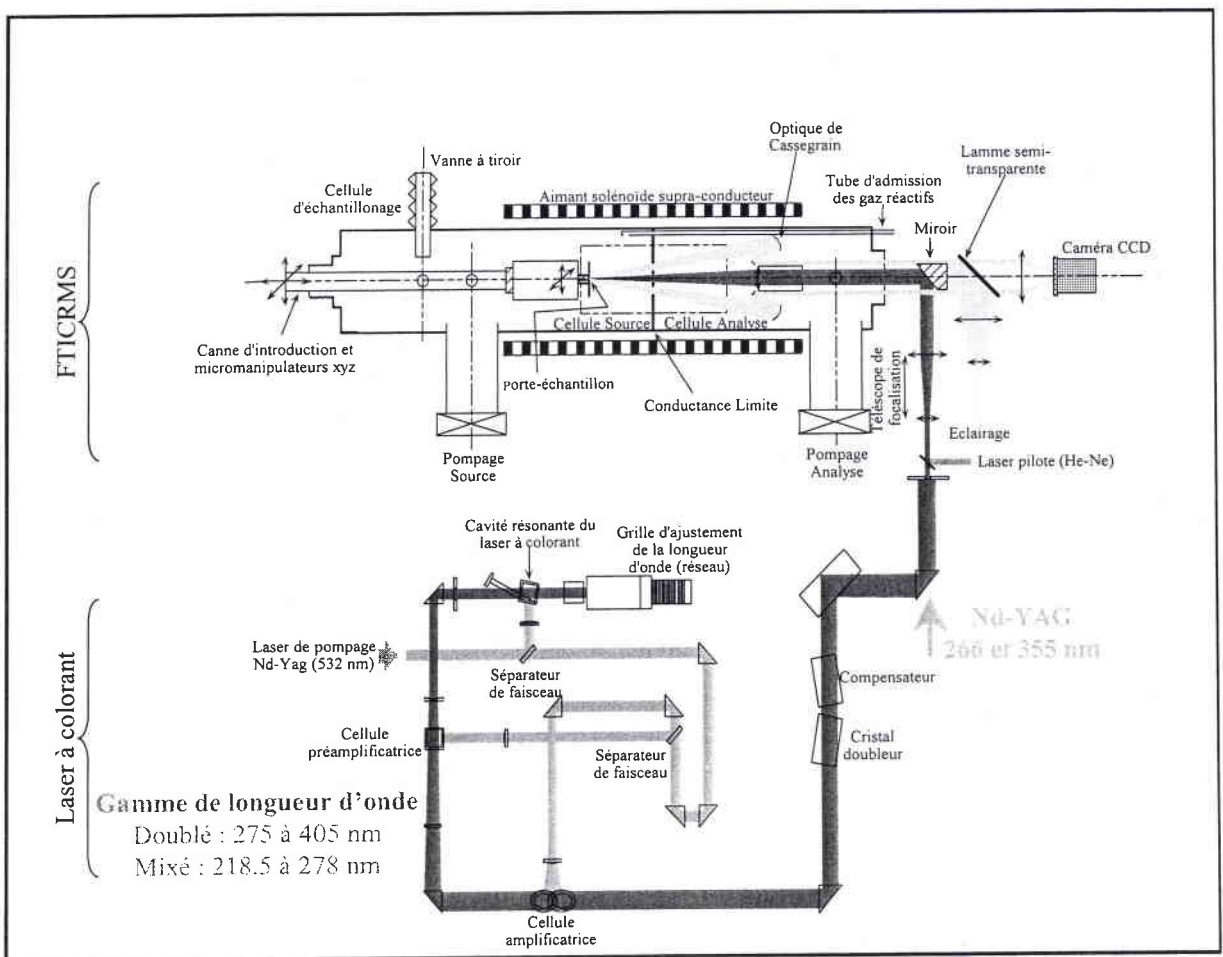 Optique de
Cassegrain
Lamme semi-
transparente
Vanne à tiroir
Cellule
d'échantillonage
Aimant solénoïde supra-conducteur
Tube d'admission
des gaz réactifs
Miroir
Caméra CCD
FTICRMS
Cellule Source
Cellule Analyse
Canne d'introduction et
micromanipulateurs xyz
Porte-échantillon
Conductance Limite
Téléscope de
focalisation
Eclairage
Pompage
Source
Pompage
Analyse
Laser pilote (He-Ne)
Cavité résonante du
laser à colorant
Grille d'ajustement
de la longueur
d'onde (réseau)
Laser à colorant
Laser de pompage
Nd-Yag (532 nm)
Séparateur
de faisceau
Nd-YAG
266 et 355 nm
Compensateur
Cellule
préamplificatrice
Séparateur
de faisceau
Cristal
doubleur
Gamme de longueur d'onde
Doublé : 275 à 405 nm
Mixé : 218.5 à 278 nm
Cellule
amplificatrice